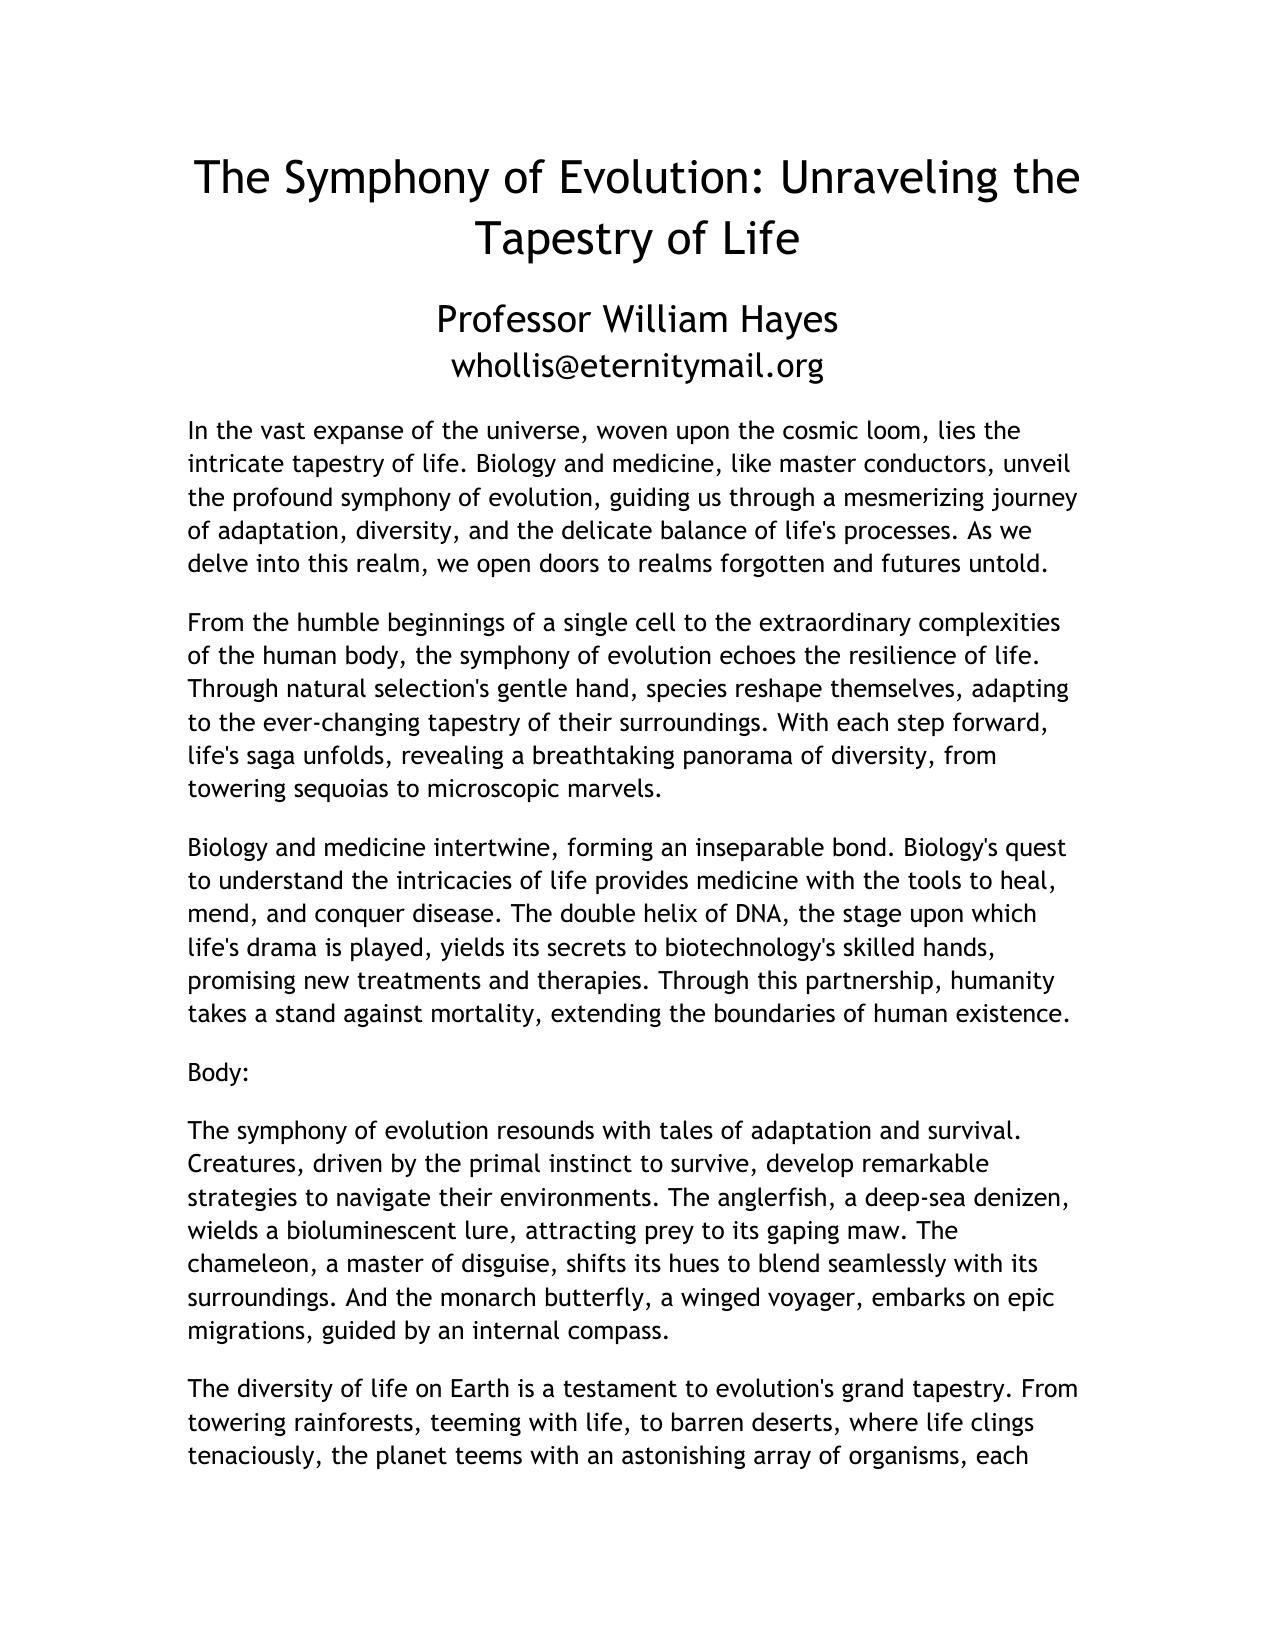 The Symphony of Evolution: Unraveling the
Tapestry of Life
Professor William Hayes
whollis@eternitymail.org
In the vast expanse of the universe, woven upon the cosmic loom, lies the
intricate tapestry of life. Biology and medicine, like master conductors, unveil
the profound symphony of evolution, guiding us through a mesmerizing journey
of adaptation, diversity, and the delicate balance of life's processes. As we
delve into this realm, we open doors to realms forgotten and futures untold.
From the humble beginnings of a single cell to the extraordinary complexities
of the human body, the symphony of evolution echoes the resilience of life.
Through natural selection's gentle hand, species reshape themselves, adapting
to the ever-changing tapestry of their surroundings. With each step forward,
life's saga unfolds, revealing a breathtaking panorama of diversity, from
towering sequoias to microscopic marvels.
Biology and medicine intertwine, forming an inseparable bond. Biology's quest
to understand the intricacies of life provides medicine with the tools to heal,
mend, and conquer disease. The double helix of DNA, the stage upon which
life's drama is played, yields its secrets to biotechnology's skilled hands,
promising new treatments and therapies. Through this partnership, humanity
takes a stand against mortality, extending the boundaries of human existence.
Body:
The symphony of evolution resounds with tales of adaptation and survival.
Creatures, driven by the primal instinct to survive, develop remarkable
strategies to navigate their environments. The anglerfish, a deep-sea denizen,
wields a bioluminescent lure, attracting prey to its gaping maw. The
chameleon, a master of disguise, shifts its hues to blend seamlessly with its
surroundings. And the monarch butterfly, a winged voyager, embarks on epic
migrations, guided by an internal compass.
The diversity of life on Earth is a testament to evolution's grand tapestry. From
towering rainforests, teeming with life, to barren deserts, where life clings
tenaciously, the planet teems with an astonishing array of organisms, each